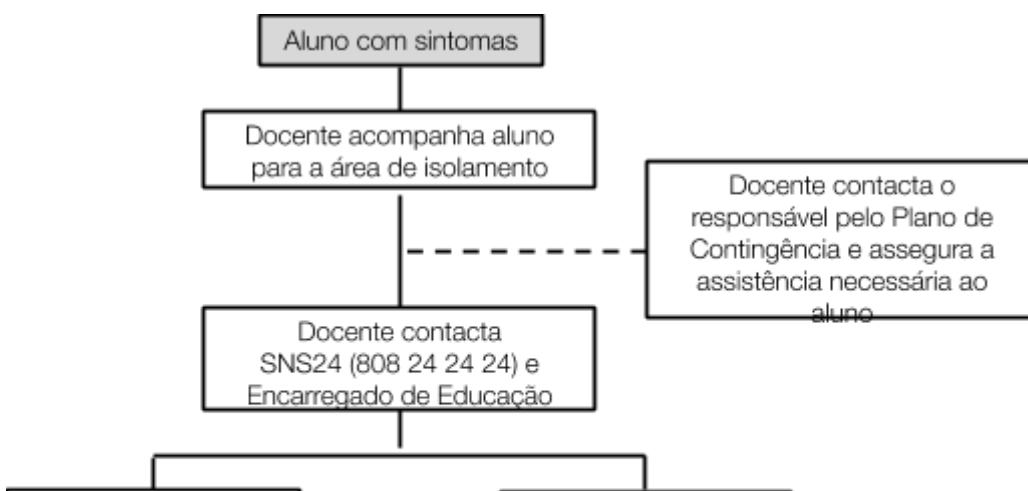 Aluno com sintomas
Docente acompanha aluno
para a área de isolamento
Docente contacta o
responsável pelo Plano de
Contingência e assegura a
assistência necessária ao
aluno
Docente contacta
SNS24 (808 24 24 24) e
Encarregado de Educação